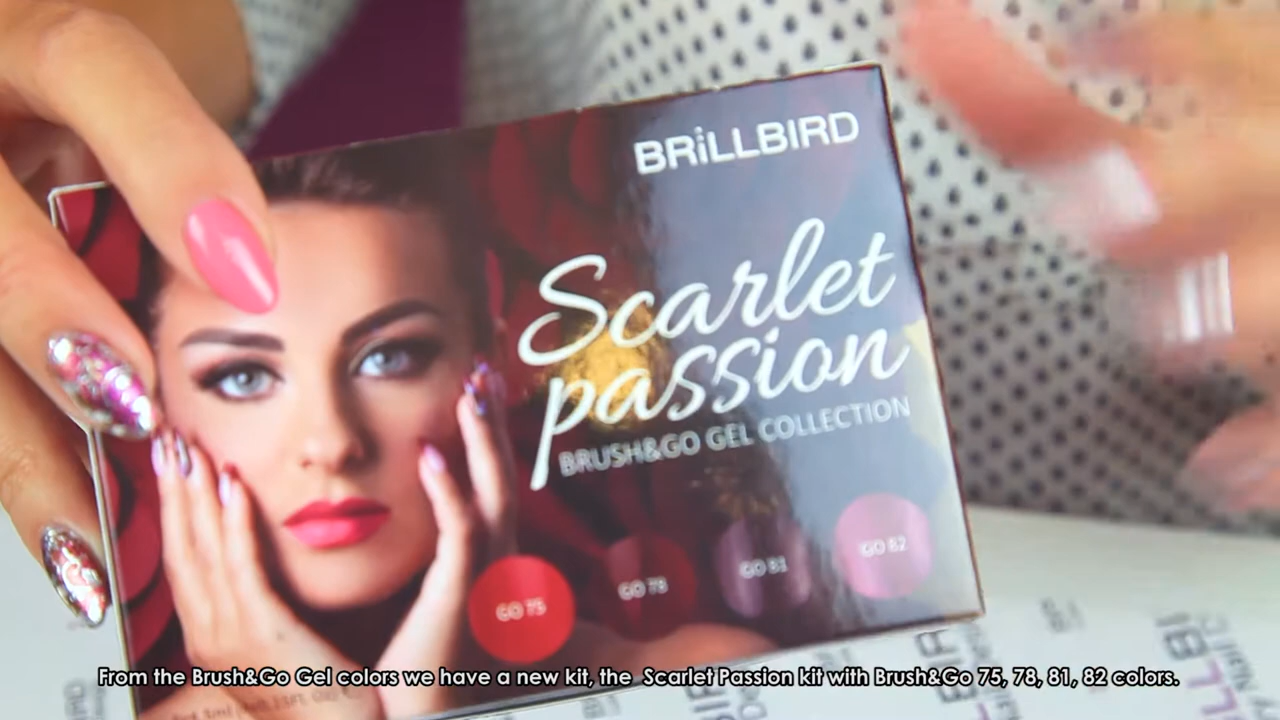 BRiLLBIRD
Scarlet
passion
BRUSH&GO GEL COLLECTION
GO 75
GO 78
GO 81
GO 82
From the Brush&Go Gel colors we have a new kit, the  Scarlet Passion kit with Brush&Go 75, 78, 81, 82 colors.